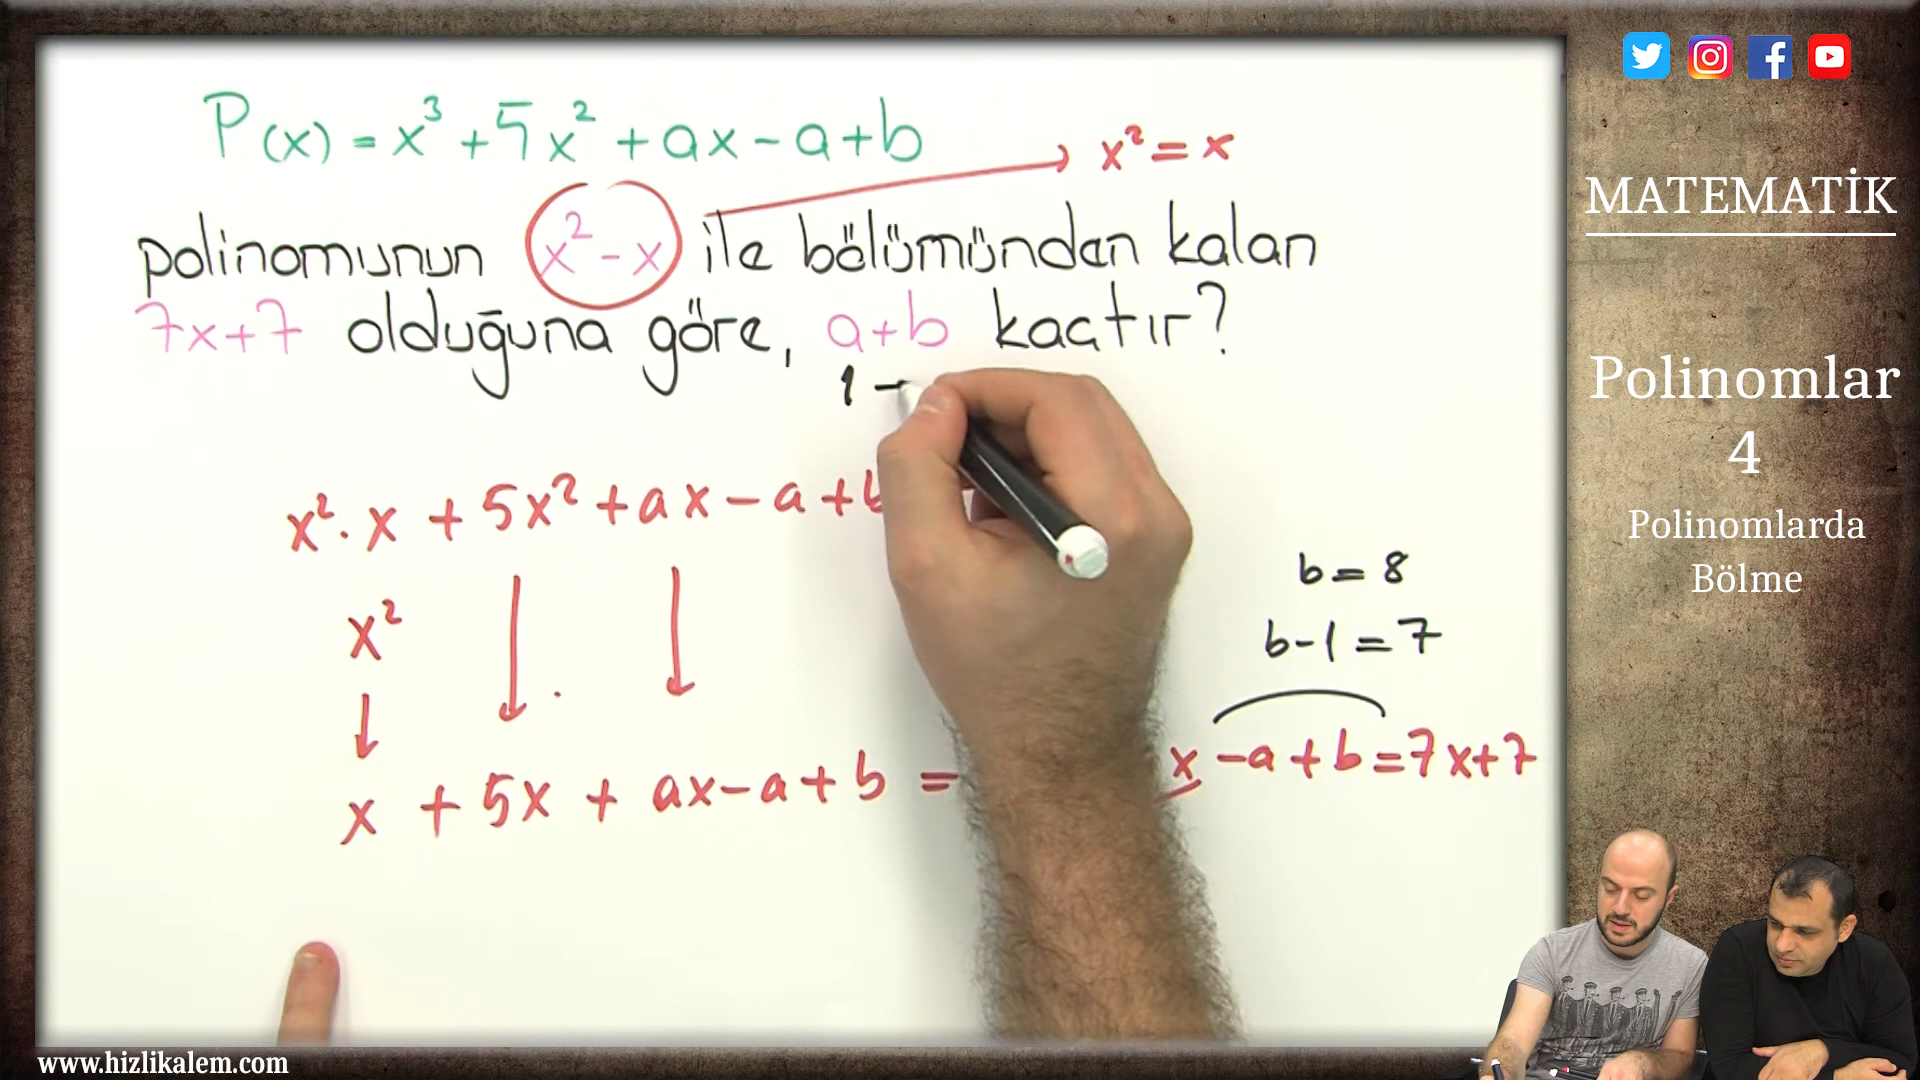 P(x) = x³ + 5x² + ax - a + b
x² = x
polinomunun x² - x ile bölümünden kalan
7x+7 olduğuna göre, a+b kaçtır?
1
x² · x + 5x² + ax - a + b
x²
x + 5x + ax - a + b =
b = 8
b - 1 = 7
x - a + b = 7x + 7
MATEMATİK
Polinomlar
4
Polinomlarda
Bölme
www.hizlikalem.com